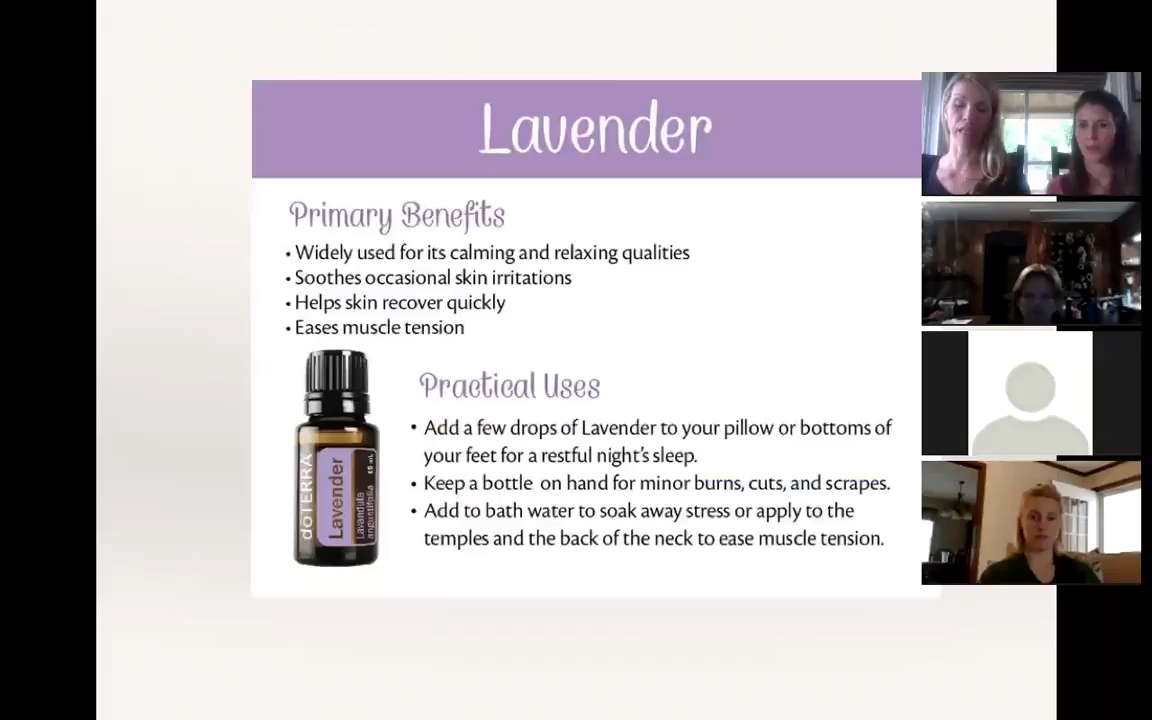 Lavender
Primary Benefits
• Widely used for its calming and relaxing qualities
• Soothes occasional skin irritations
• Helps skin recover quickly
• Eases muscle tension
Practical Uses
• Add a few drops of Lavender to your pillow or bottoms of
your feet for a restful night's sleep.
• Keep a bottle on hand for minor burns, cuts, and scrapes.
• Add to bath water to soak away stress or apply to the
temples and the back of the neck to ease muscle tension.
dōTERRA
Lavender
15 mL
Lavandula
angustifolia